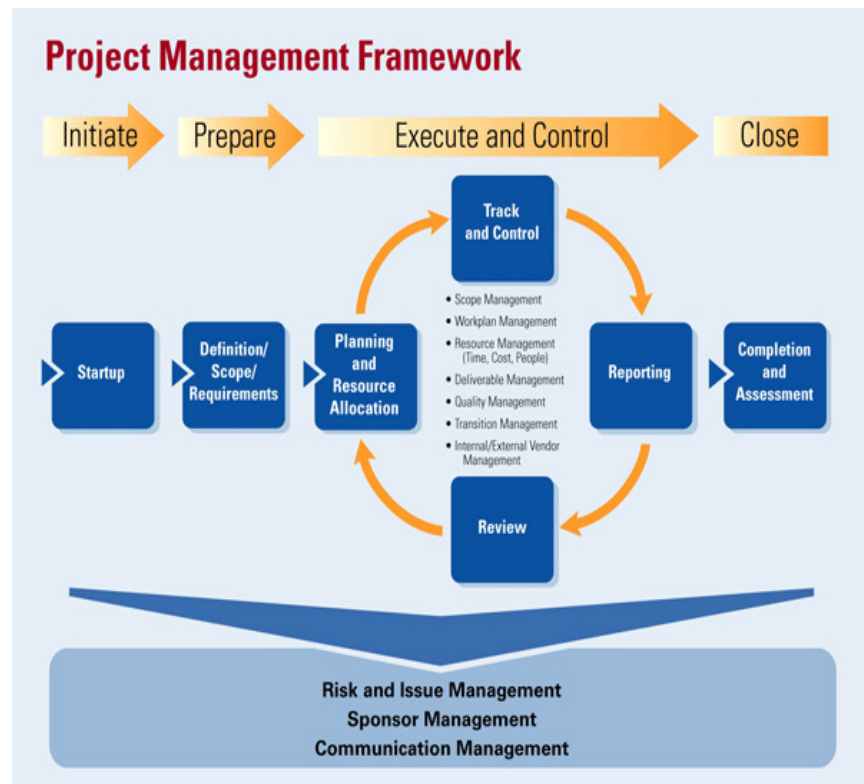 Project Management Framework
Initiate
Prepare
Execute and Control
Close
Track
and Control
• Scope Management
• Workplan Management
• Resource Management
(Time, Cost, People)
• Deliverable Management
• Quality Management
• Transition Management
• Internal/External Vendor
Management
Startup
Definition/
Scope/
Requirements
Planning
and
Resource
Allocation
Reporting
Completion
and
Assessment
Review
Risk and Issue Management
Sponsor Management
Communication Management